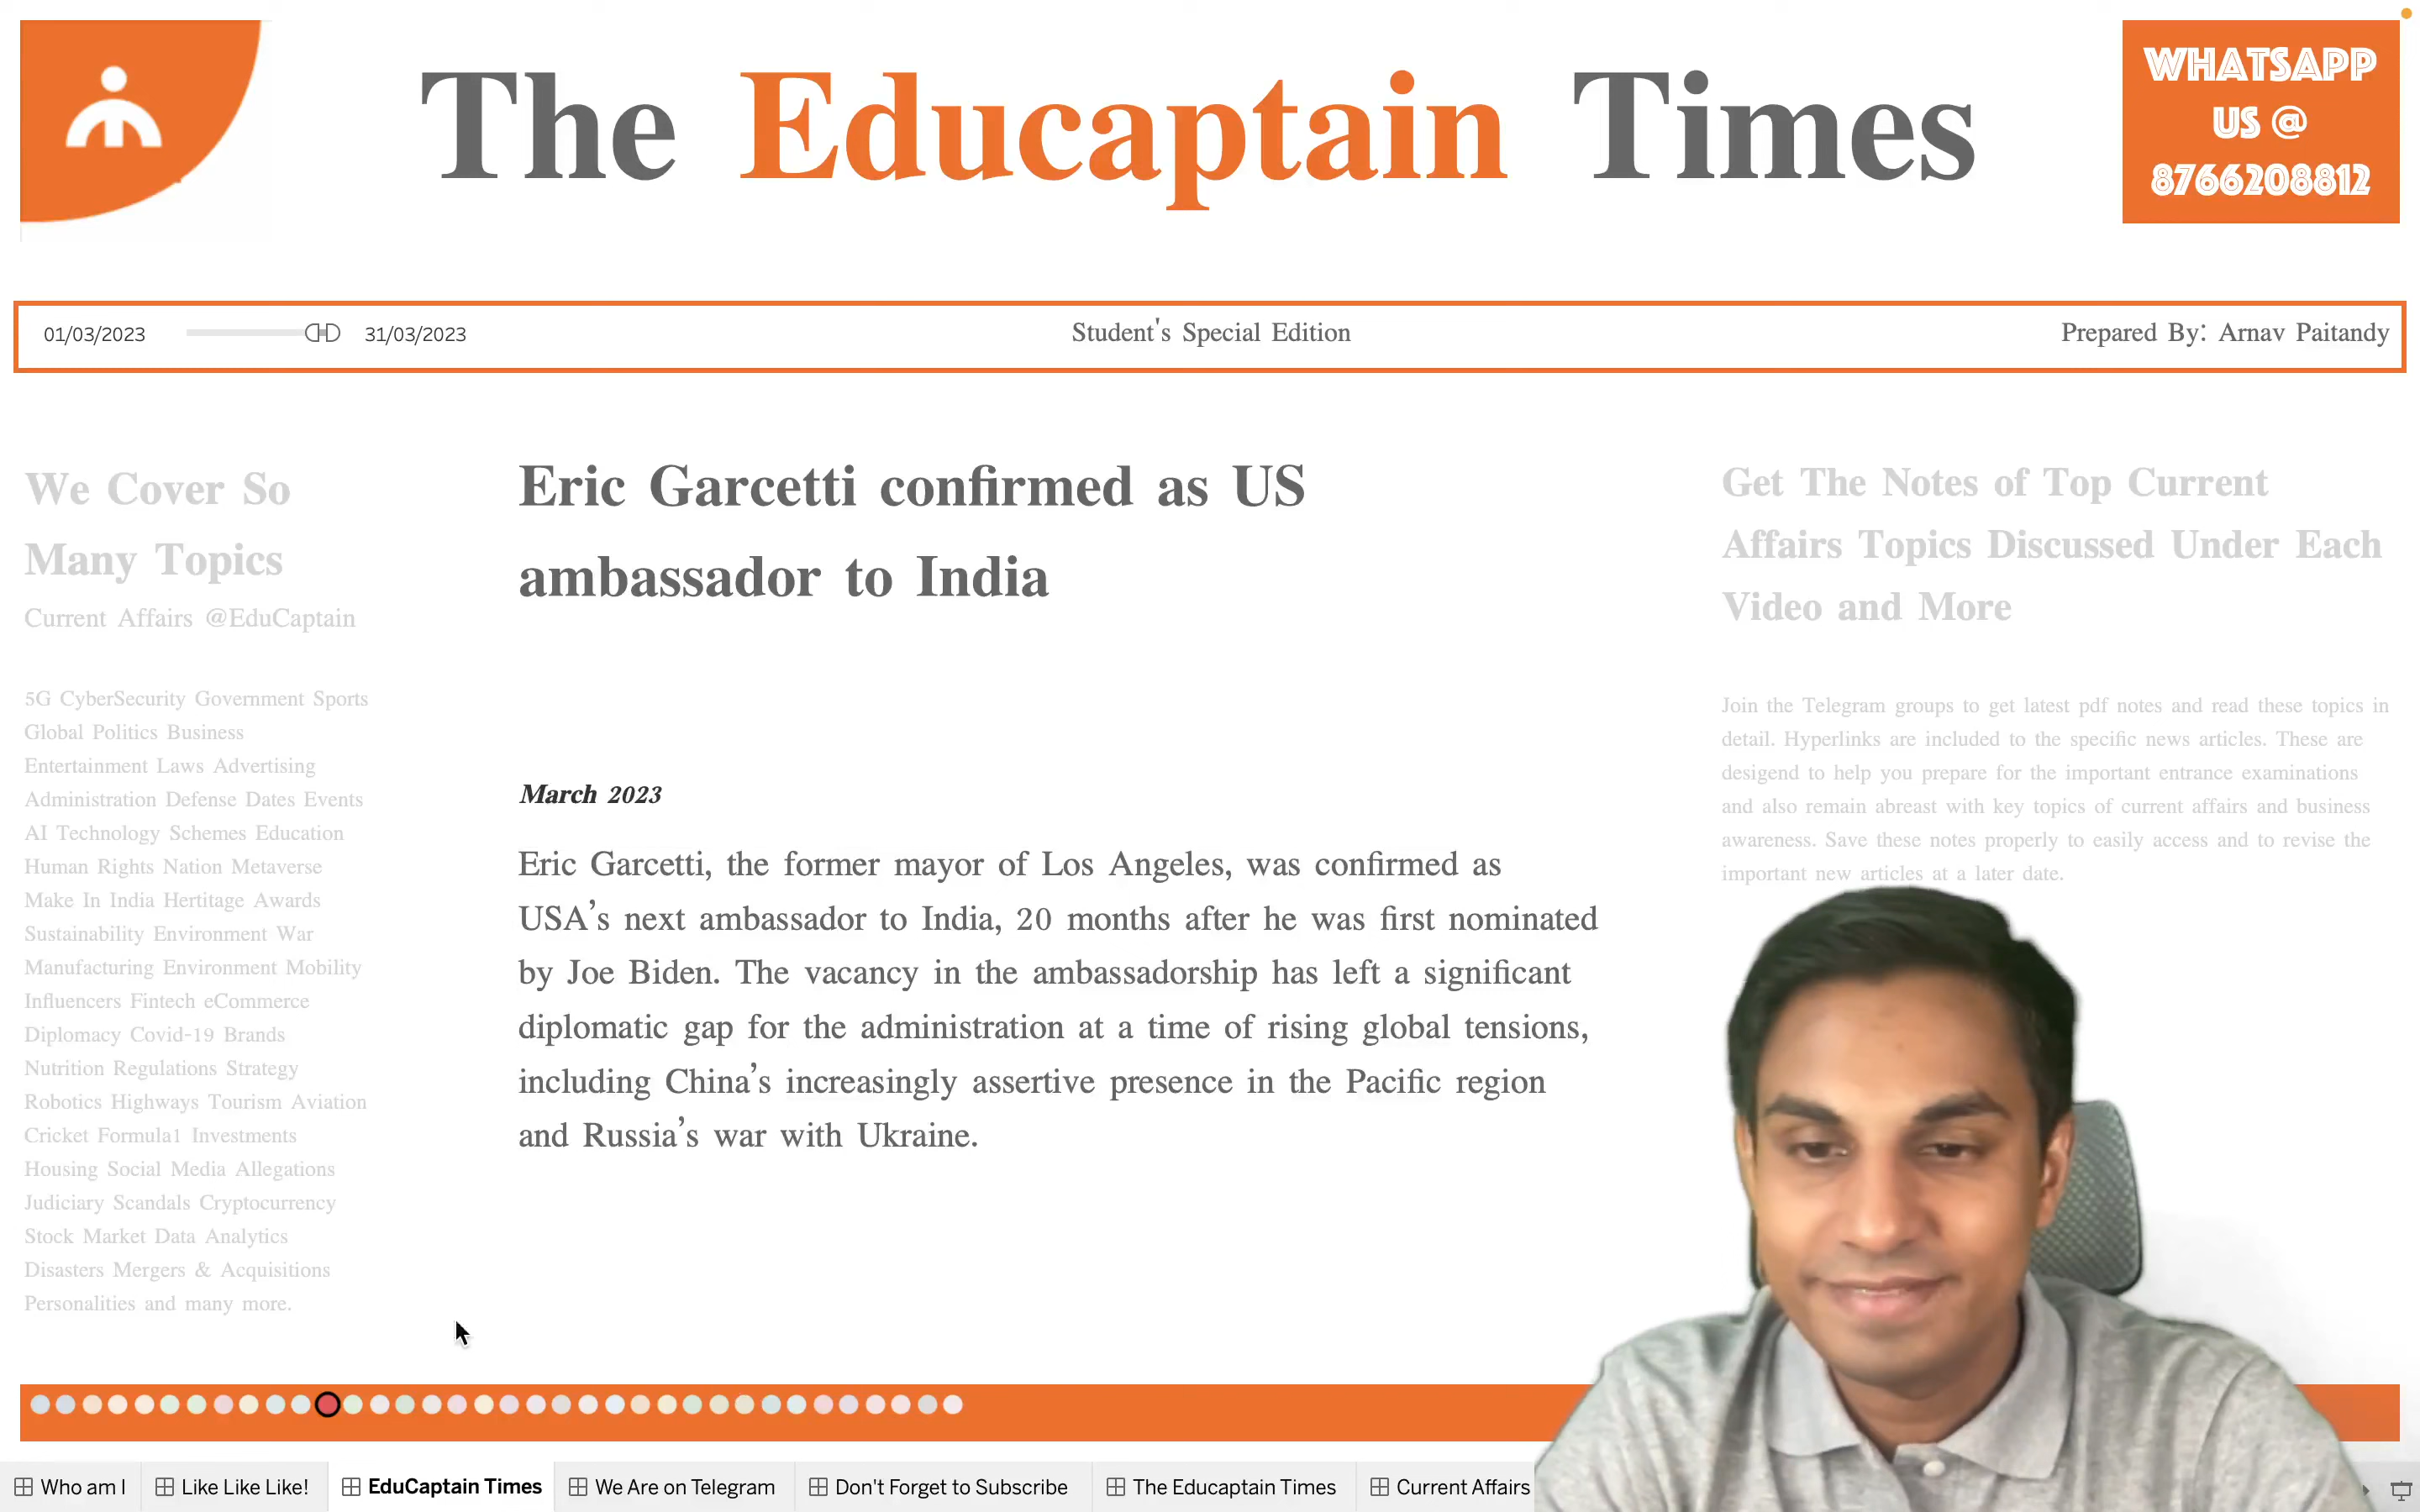 The Educaptain Times
WHATSAPP
US @
8766208812
01/03/2023
31/03/2023
Student's Special Edition
Prepared By: Arnav Paitandy
We Cover So
Many Topics
Current Affairs @EduCaptain
5G CyberSecurity Government Sports
Global Politics Business
Entertainment Laws Advertising
Administration Defense Dates Events
AI Technology Schemes Education
Human Rights Nation Metaverse
Make In India Hertitage Awards
Sustainability Environment War
Manufacturing Environment Mobility
Influencers Fintech eCommerce
Diplomacy Covid-19 Brands
Nutrition Regulations Strategy
Robotics Highways Tourism Aviation
Cricket Formula1 Investments
Housing Social Media Allegations
Judiciary Scandals Cryptocurrency
Stock Market Data Analytics
Disasters Mergers & Acquisitions
Personalities and many more.
Eric Garcetti confirmed as US
ambassador to India
March 2023
Eric Garcetti, the former mayor of Los Angeles, was confirmed as
USA's next ambassador to India, 20 months after he was first nominated
by Joe Biden. The vacancy in the ambassadorship has left a significant
diplomatic gap for the administration at a time of rising global tensions,
including China's increasingly assertive presence in the Pacific region
and Russia's war with Ukraine.
Get The Notes of Top Current
Affairs Topics Discussed Under Each
Video and More
Join the Telegram groups to get latest pdf notes and read these topics in
detail. Hyperlinks are included to the specific news articles. These are
desigend to help you prepare for the important entrance examinations
and also remain abreast with key topics of current affairs and business
awareness. Save these notes properly to easily access and to revise the
important new articles at a later date.
Who am I
Like Like Like!
EduCaptain Times
We Are on Telegram
Don't Forget to Subscribe
The Educaptain Times
Current Affairs